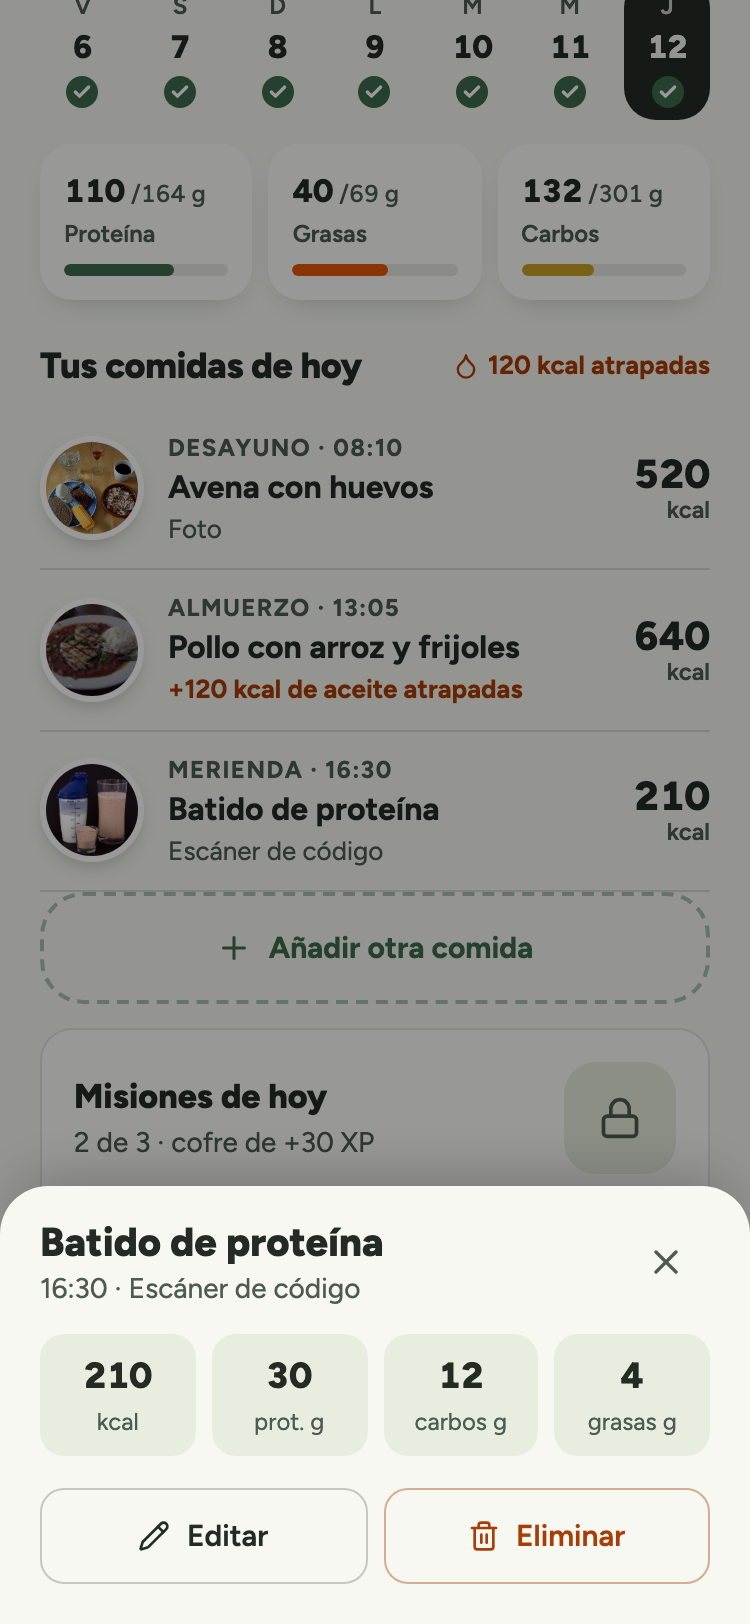 V S D L M M J
6 7 8 9 10 11 12
110 /164 g 40 /69 g 132 /301 g
Proteína Grasas Carbos
Tus comidas de hoy 120 kcal atrapadas
DESAYUNO · 08:10
Avena con huevos 520
Foto kcal
ALMUERZO · 13:05
Pollo con arroz y frijoles 640
+120 kcal de aceite atrapadas kcal
MERIENDA · 16:30
Batido de proteína 210
Escáner de código kcal
Añadir otra comida
Misiones de hoy
2 de 3 · cofre de +30 XP
Batido de proteína
16:30 · Escáner de código
210 30 12 4
kcal prot. g carbos g grasas g
Editar Eliminar